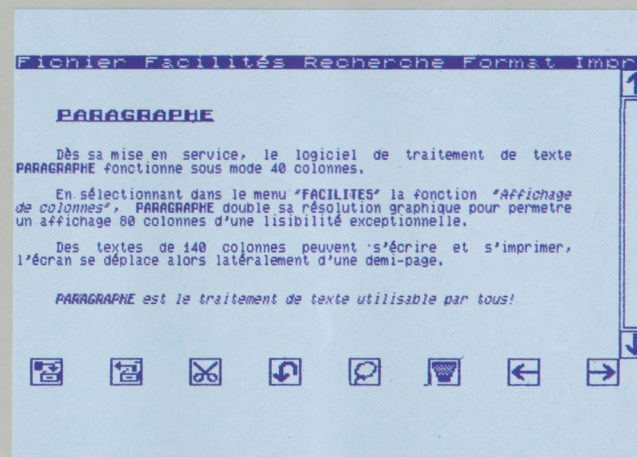 Fichier Facilités Recherche Format Impr
PARAGRAPHE
Dès sa mise en service, le logiciel de traitement de texte
PARAGRAPHE fonctionne sous mode 40 colonnes.
En sélectionnant dans le menu "FACILITES" la fonction "Affichage
de colonnes", PARAGRAPHE double sa résolution graphique pour permetre
un affichage 80 colonnes d'une lisibilité exceptionnelle.
Des textes de 140 colonnes peuvent s'écrire et s'imprimer,
l'écran se déplace alors latéralement d'une demi-page.
PARAGRAPHE est le traitement de texte utilisable par tous!